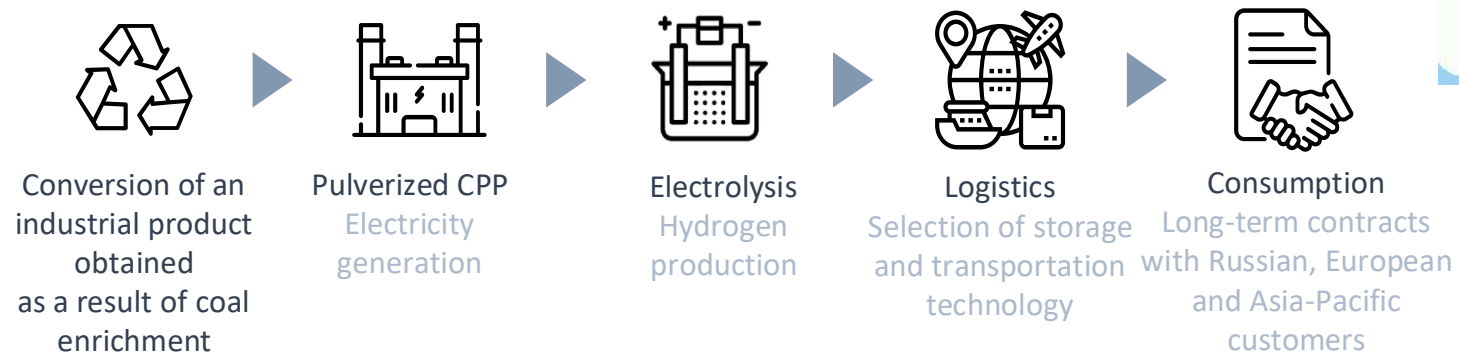 Conversion of an
industrial product
obtained
as a result of coal
enrichment
Pulverized CPP
Electricity
generation
+ −
Electrolysis
Hydrogen
production
Logistics
Selection of storage
and transportation
technology
Consumption
Long-term contracts
with Russian, European
and Asia-Pacific
customers